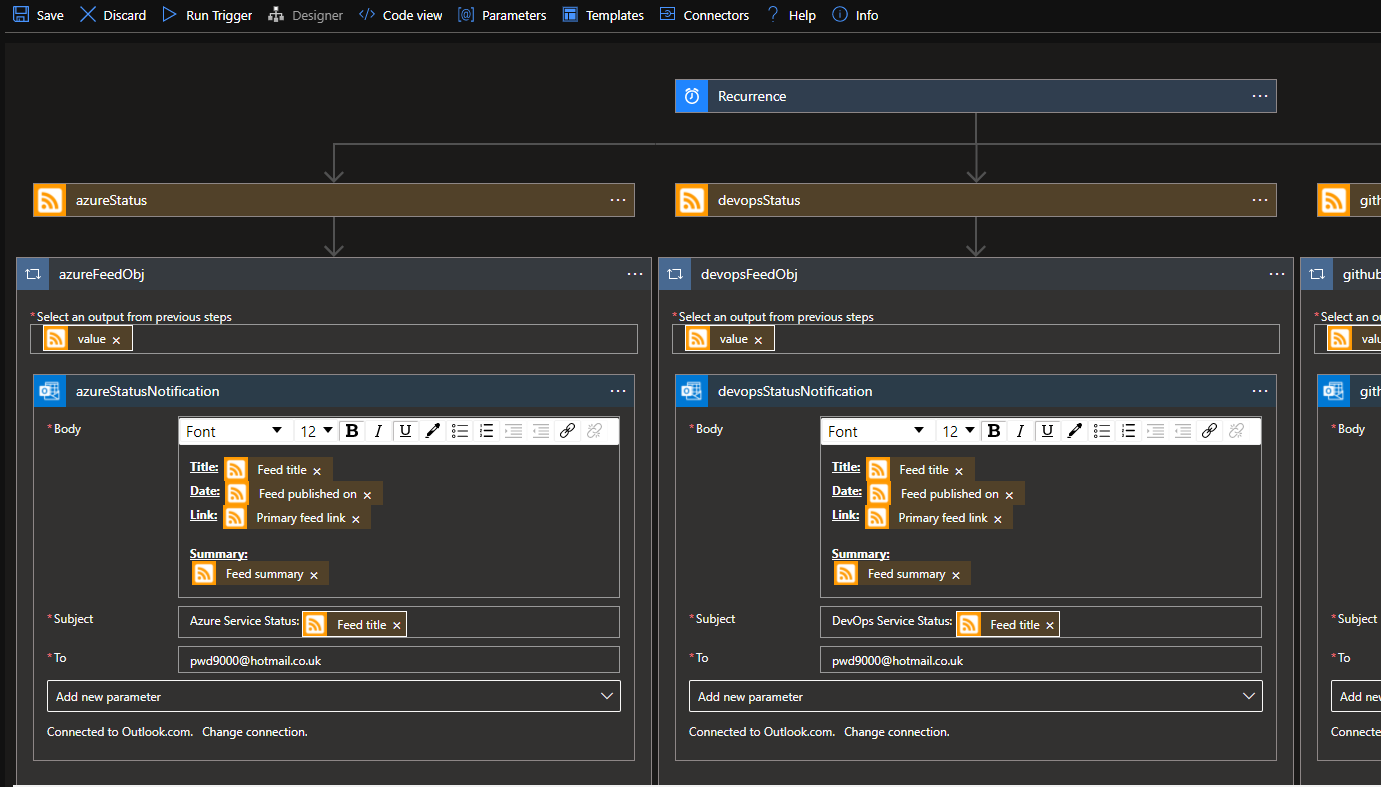 Save Discard Run Trigger Designer Code view Parameters Templates Connectors Help Info
Recurrence
azureStatus
devopsStatus
gith
azureFeedObj
devopsFeedObj
github
*Select an output from previous steps
value
*Select an output from previous steps
value
*Select an ou
valu
azureStatusNotification
*Body
Font 12 B I U
Title: Feed title
Date: Feed published on
Link: Primary feed link
Summary:
Feed summary
*Subject
Azure Service Status: Feed title
*To
pwd9000@hotmail.co.uk
Add new parameter
Connected to Outlook.com. Change connection.
devopsStatusNotification
*Body
Font 12 B I U
Title: Feed title
Date: Feed published on
Link: Primary feed link
Summary:
Feed summary
*Subject
DevOps Service Status: Feed title
*To
pwd9000@hotmail.co.uk
Add new parameter
Connected to Outlook.com. Change connection.
gith
*Body
*Subject
*To
Add nev
Connecte